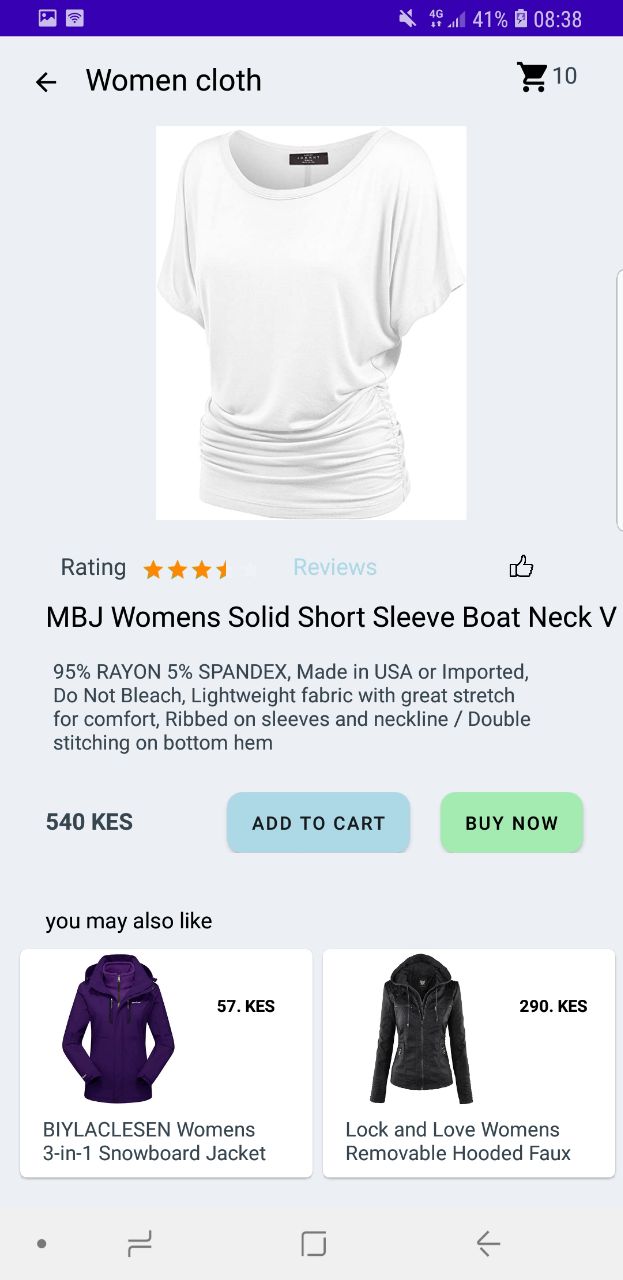 4G 41% 08:38
Women cloth
10
Rating
Reviews
MBJ Womens Solid Short Sleeve Boat Neck V
95% RAYON 5% SPANDEX, Made in USA or Imported,
Do Not Bleach, Lightweight fabric with great stretch
for comfort, Ribbed on sleeves and neckline / Double
stitching on bottom hem
540 KES
ADD TO CART
BUY NOW
you may also like
57. KES
BIYLACLESEN Womens
3-in-1 Snowboard Jacket
290. KES
Lock and Love Womens
Removable Hooded Faux